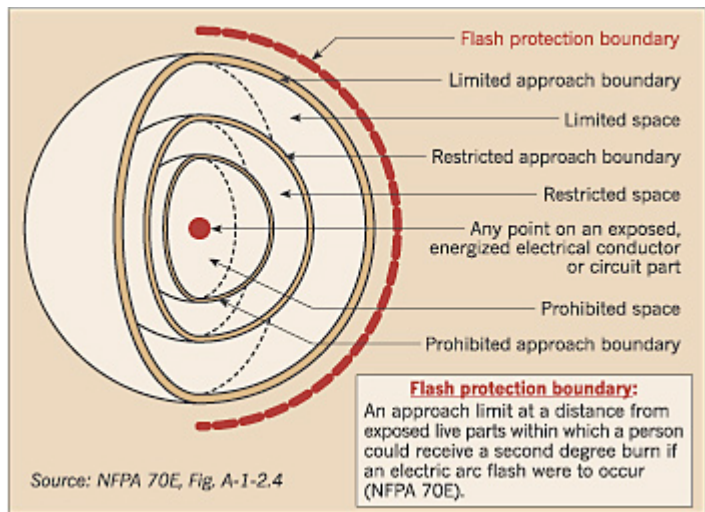 Flash protection boundary
Limited approach boundary
Limited space
Restricted approach boundary
Restricted space
Any point on an exposed,
energized electrical conductor
or circuit part
Prohibited space
Prohibited approach boundary
Flash protection boundary:
An approach limit at a distance from
exposed live parts within which a person
could receive a second degree burn if
an electric arc flash were to occur
(NFPA 70E).
Source: NFPA 70E, Fig. A-1-2.4